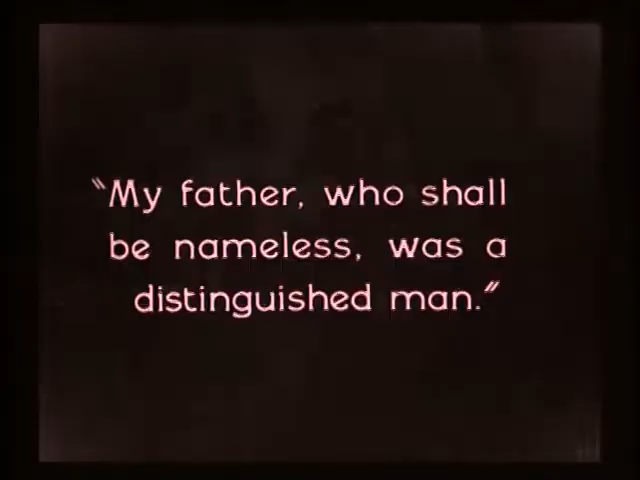 "My father, who shall
be nameless, was a
distinguished man."